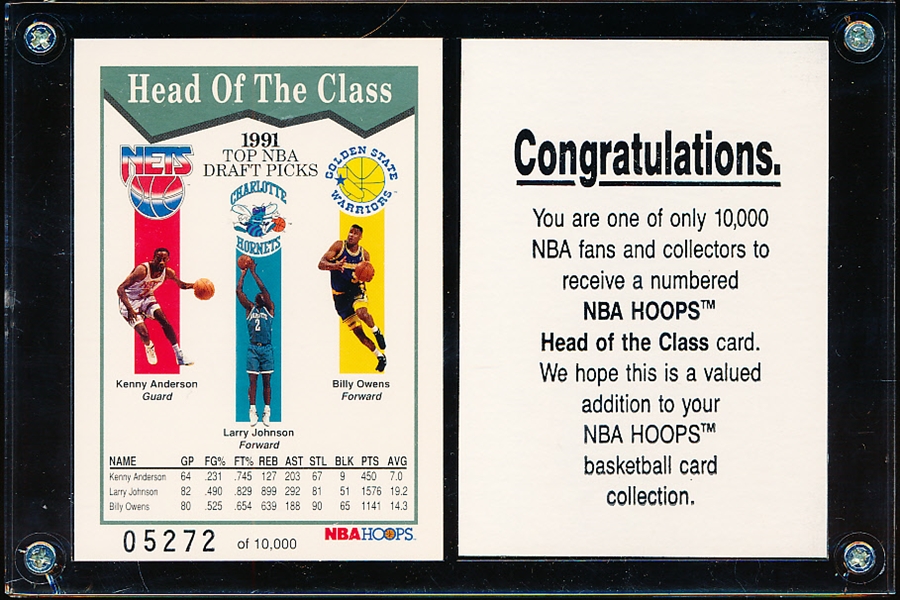 Head Of The Class
1991
TOP NBA
DRAFT PICKS
NETS
GOLDEN STATE
WARRIORS
CHARLOTTE
HORNETS
2
Kenny Anderson
Guard
Billy Owens
Forward
Larry Johnson
Forward
NAME GP FG% FT% REB AST STL BLK PTS AVG
Kenny Anderson 64 .231 .745 127 203 67 9 450 7.0
Larry Johnson 82 .490 .829 899 292 81 51 1576 19.2
Billy Owens 80 .525 .654 639 188 90 65 1141 14.3
05272 of 10,000
NBA HOOPS
Congratulations.
You are one of only 10,000
NBA fans and collectors to
receive a numbered
NBA HOOPS™
Head of the Class card.
We hope this is a valued
addition to your
NBA HOOPS™
basketball card
collection.